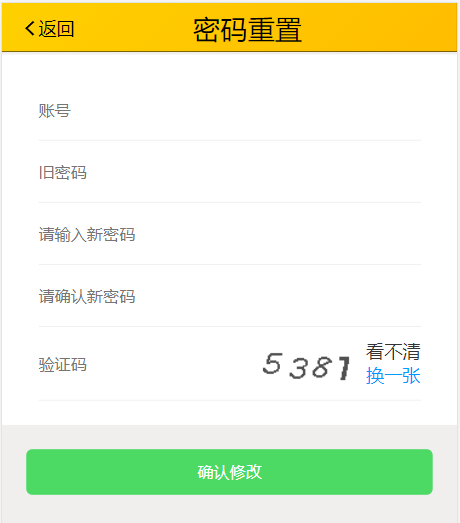 返回
密码重置
账号
旧密码
请输入新密码
请确认新密码
验证码
5381
看不清
换一张
确认修改